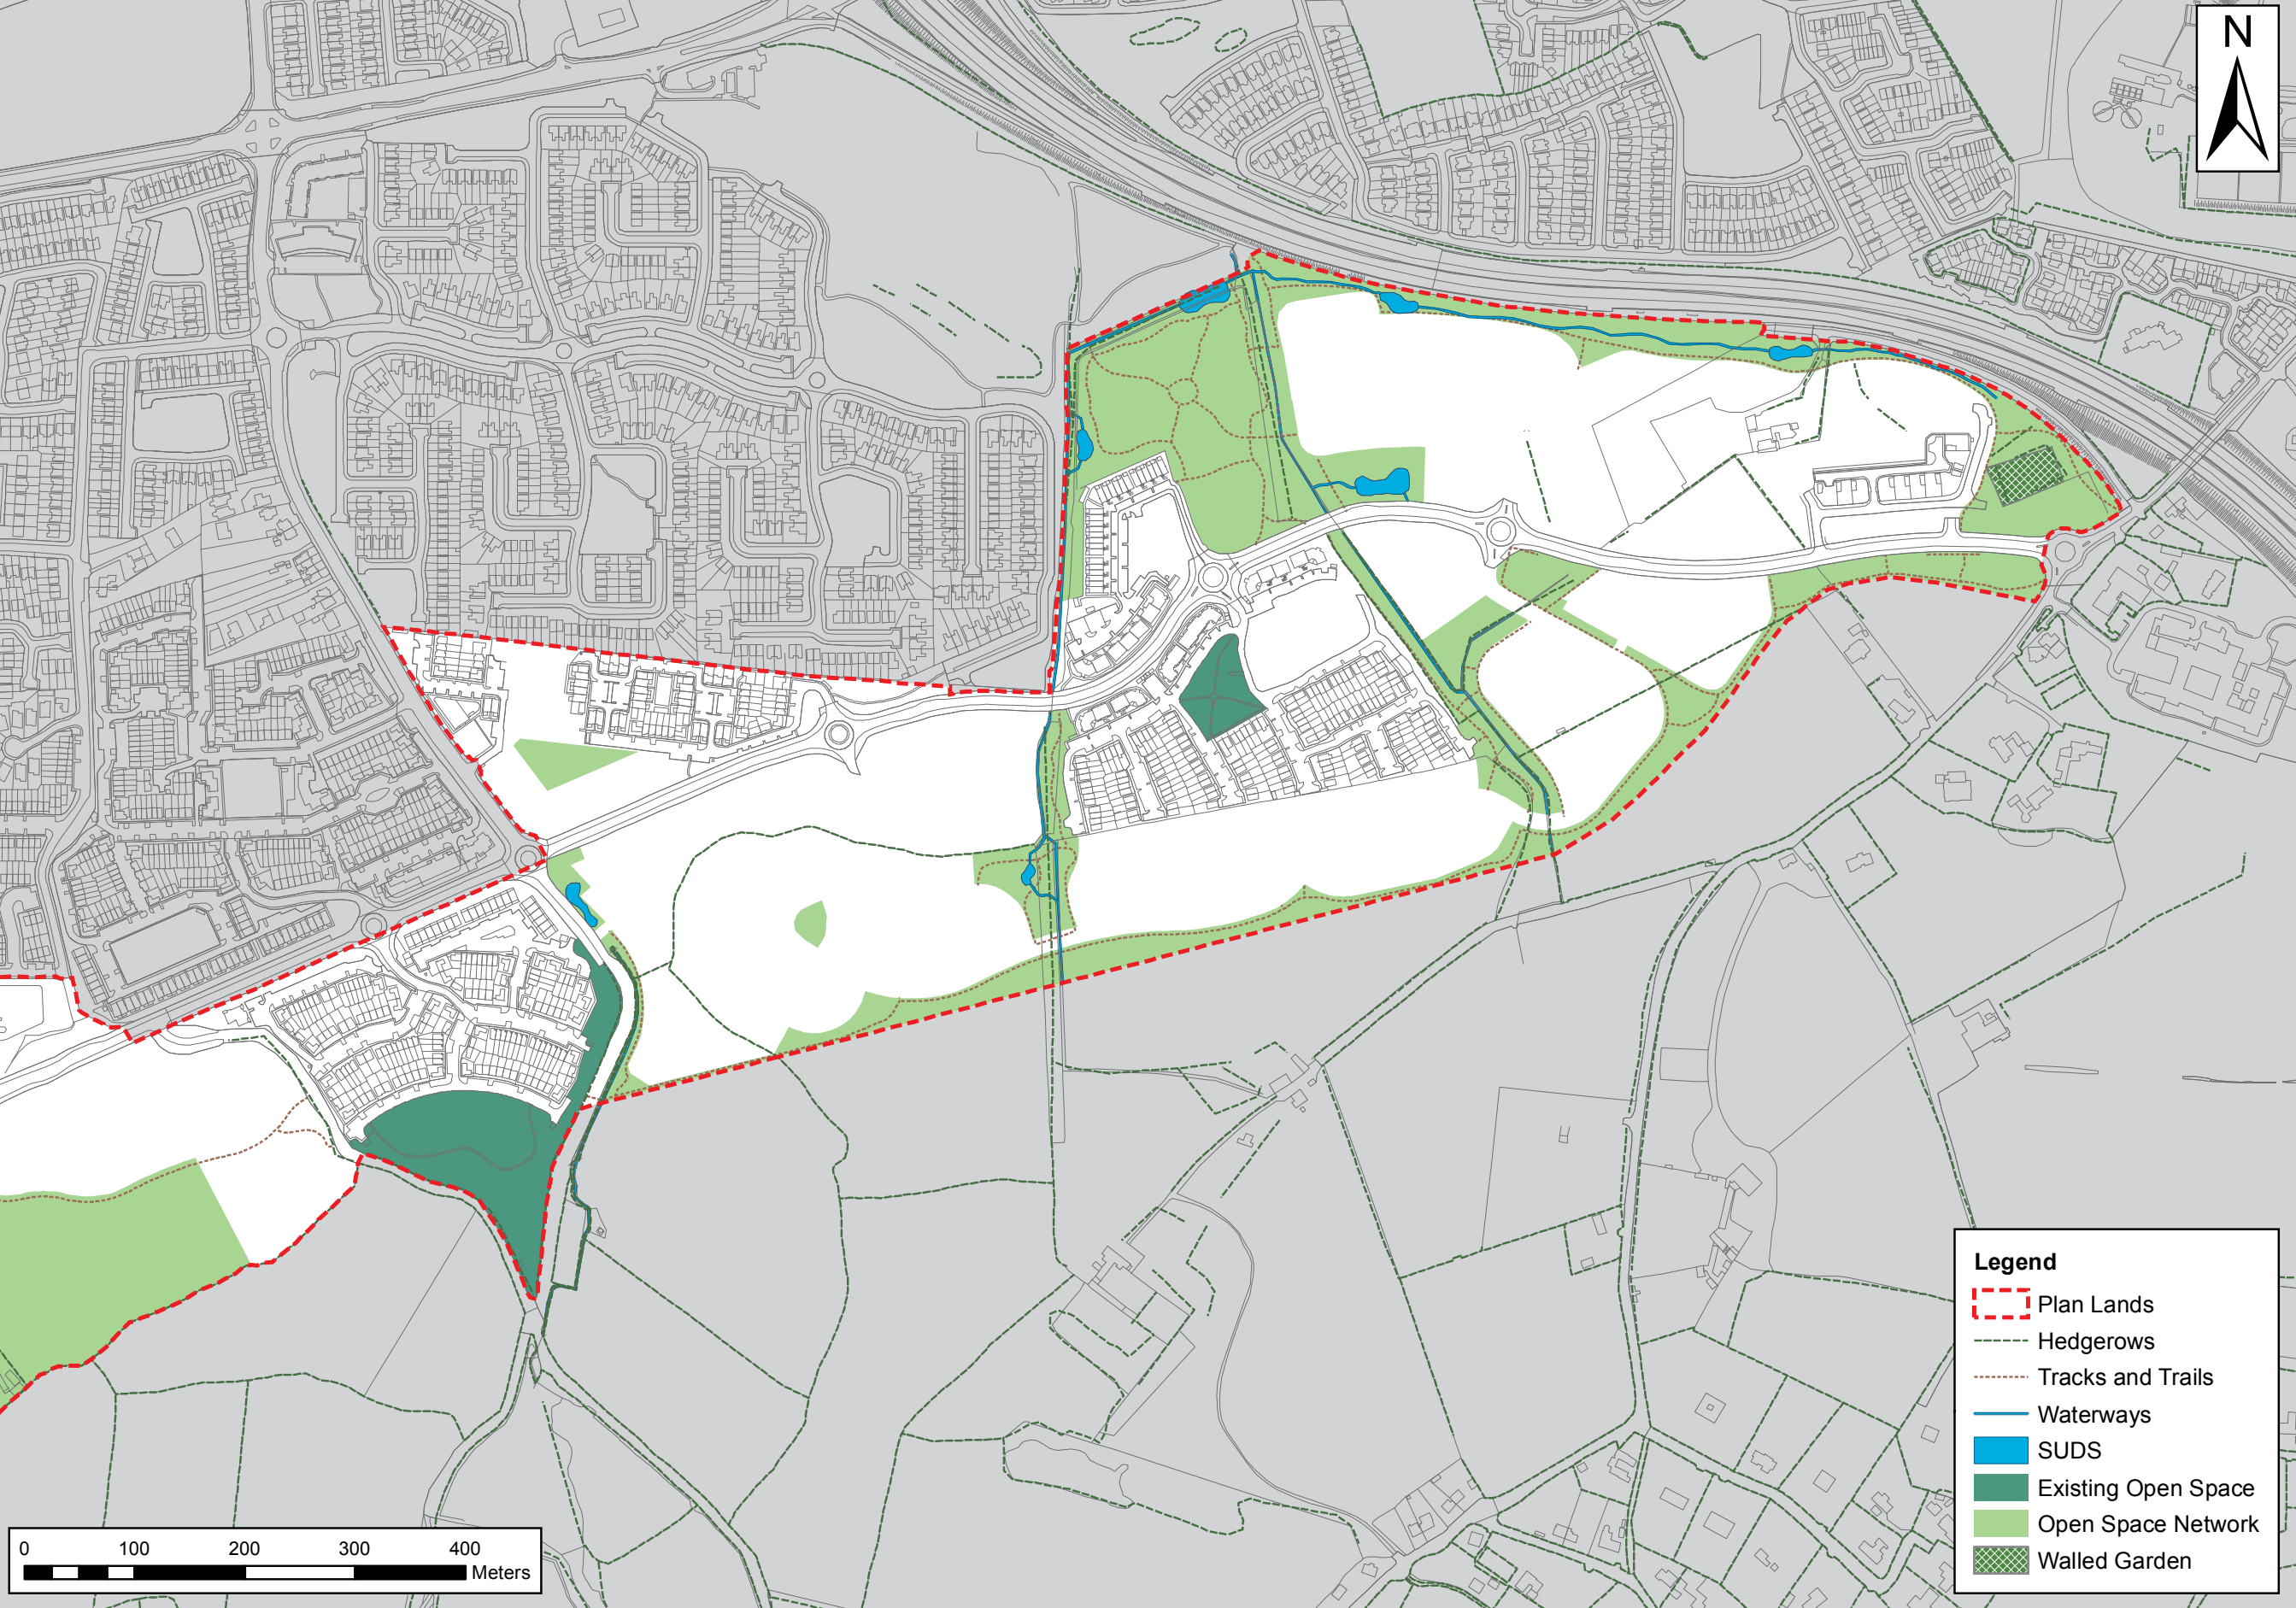 N
Legend
Plan Lands
Hedgerows
Tracks and Trails
Waterways
SUDS
Existing Open Space
Open Space Network
Walled Garden
0 100 200 300 400
Meters